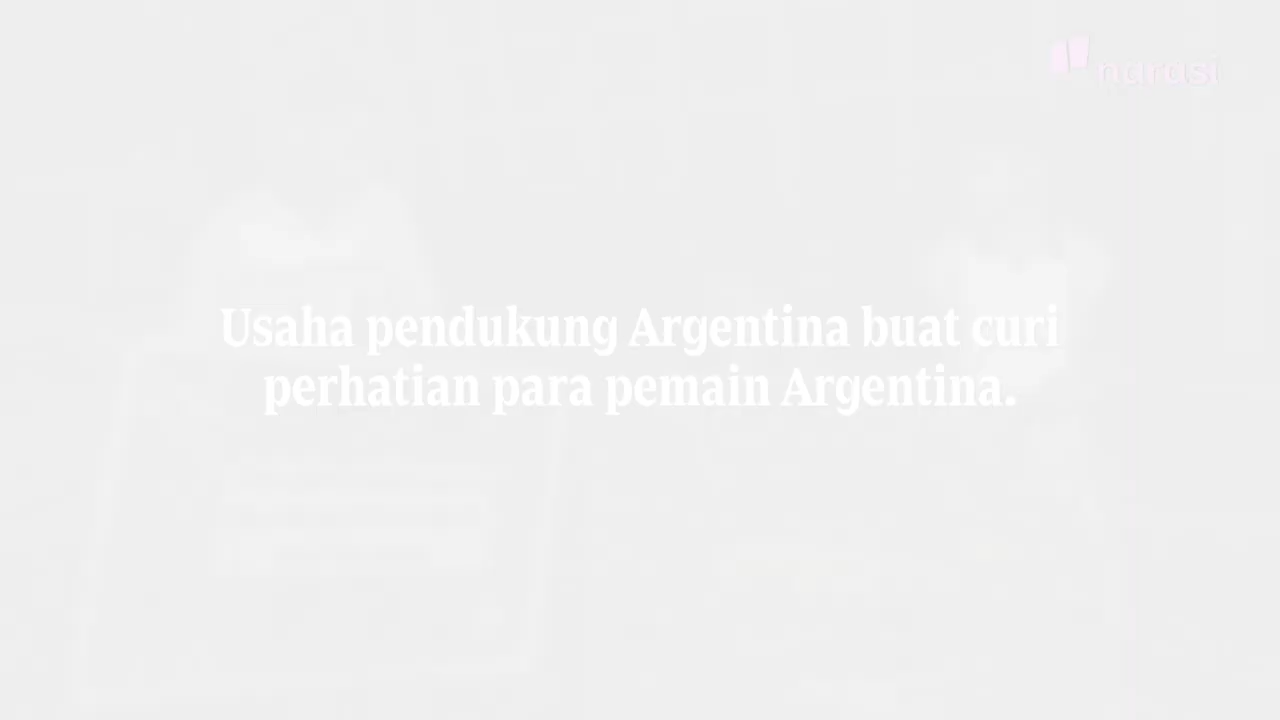 narasi
Usaha pendukung Argentina buat curi
perhatian para pemain Argentina.